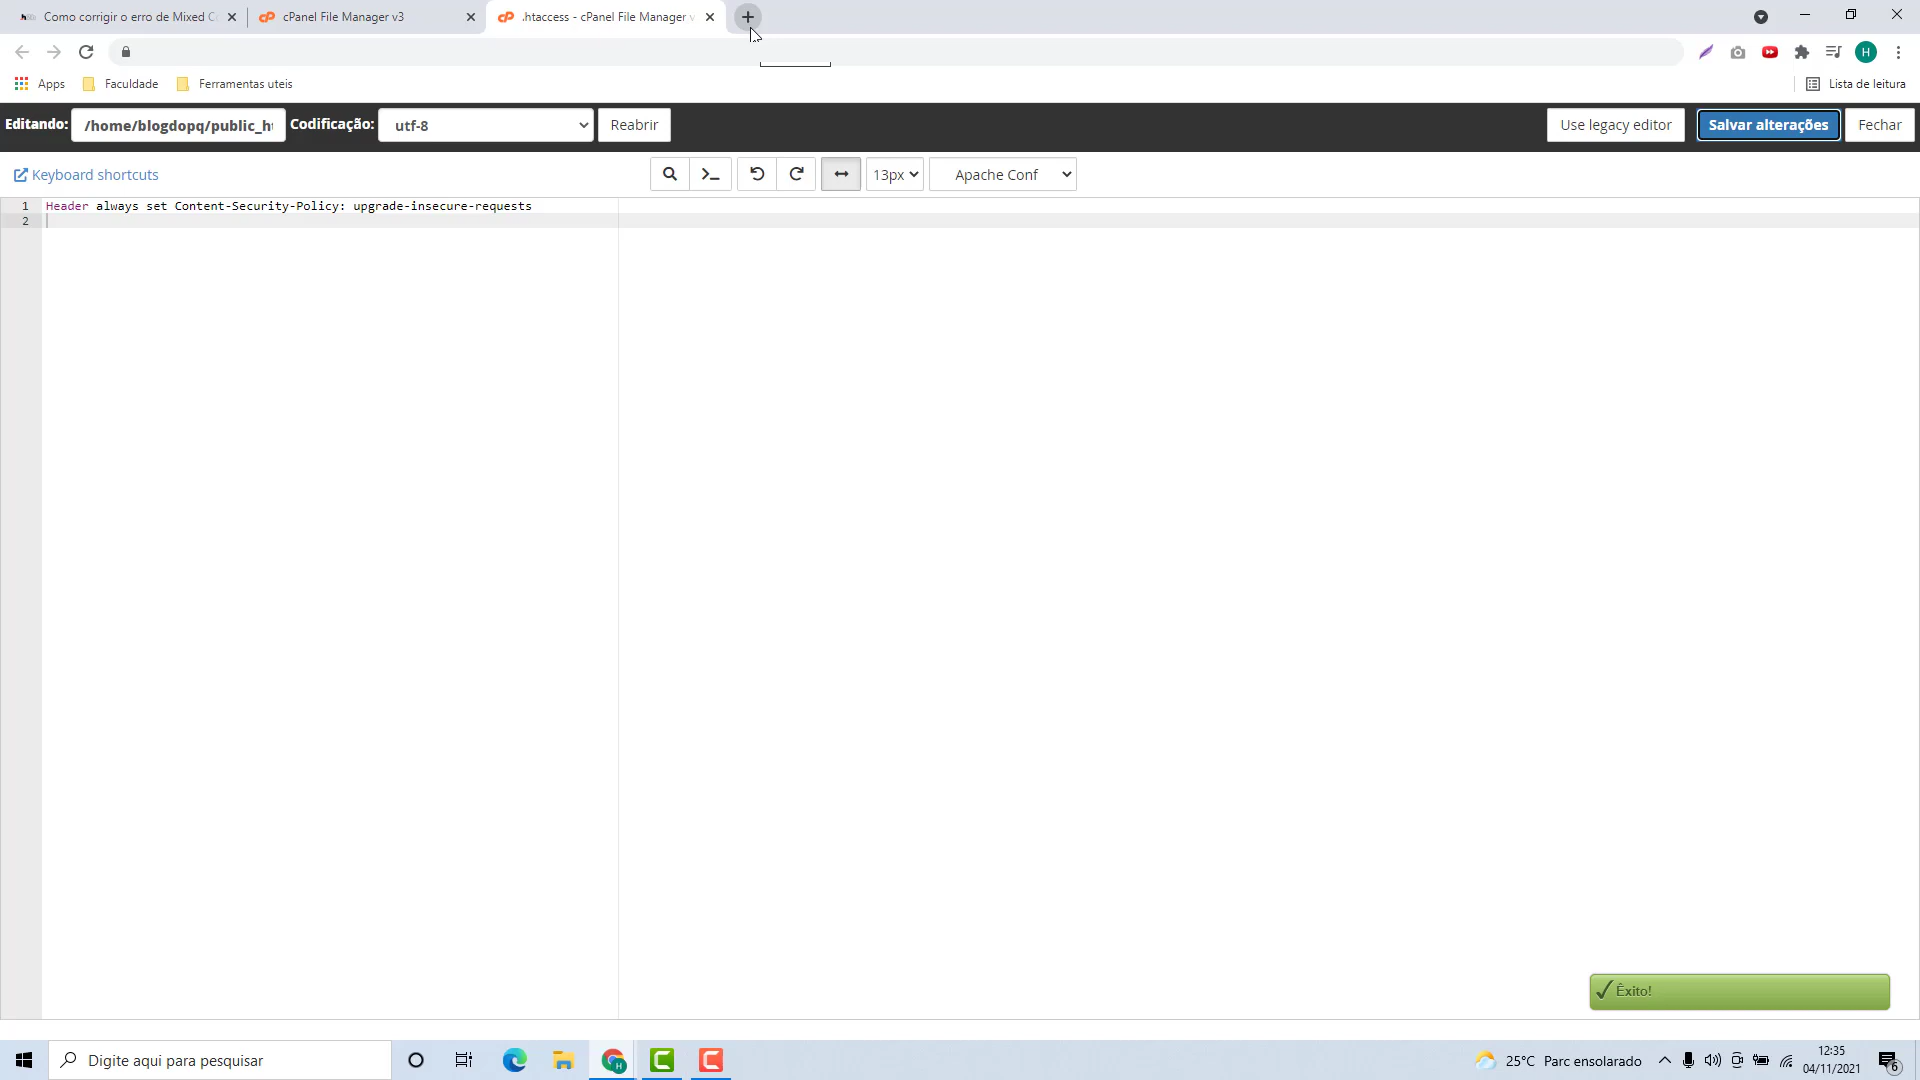 Como corrigir o erro de Mixed C
cPanel File Manager v3
.htaccess - cPanel File Manager v
H
Apps
Faculdade
Ferramentas uteis
Lista de leitura
Editando:
/home/blogdopq/public_ht
Codificação:
utf-8
Reabrir
Use legacy editor
Salvar alterações
Fechar
Keyboard shortcuts
13px
Apache Conf
1
Header always set Content-Security-Policy: upgrade-insecure-requests
2
Êxito!
Digite aqui para pesquisar
25°C Parc ensolarado
12:35
04/11/2021
6